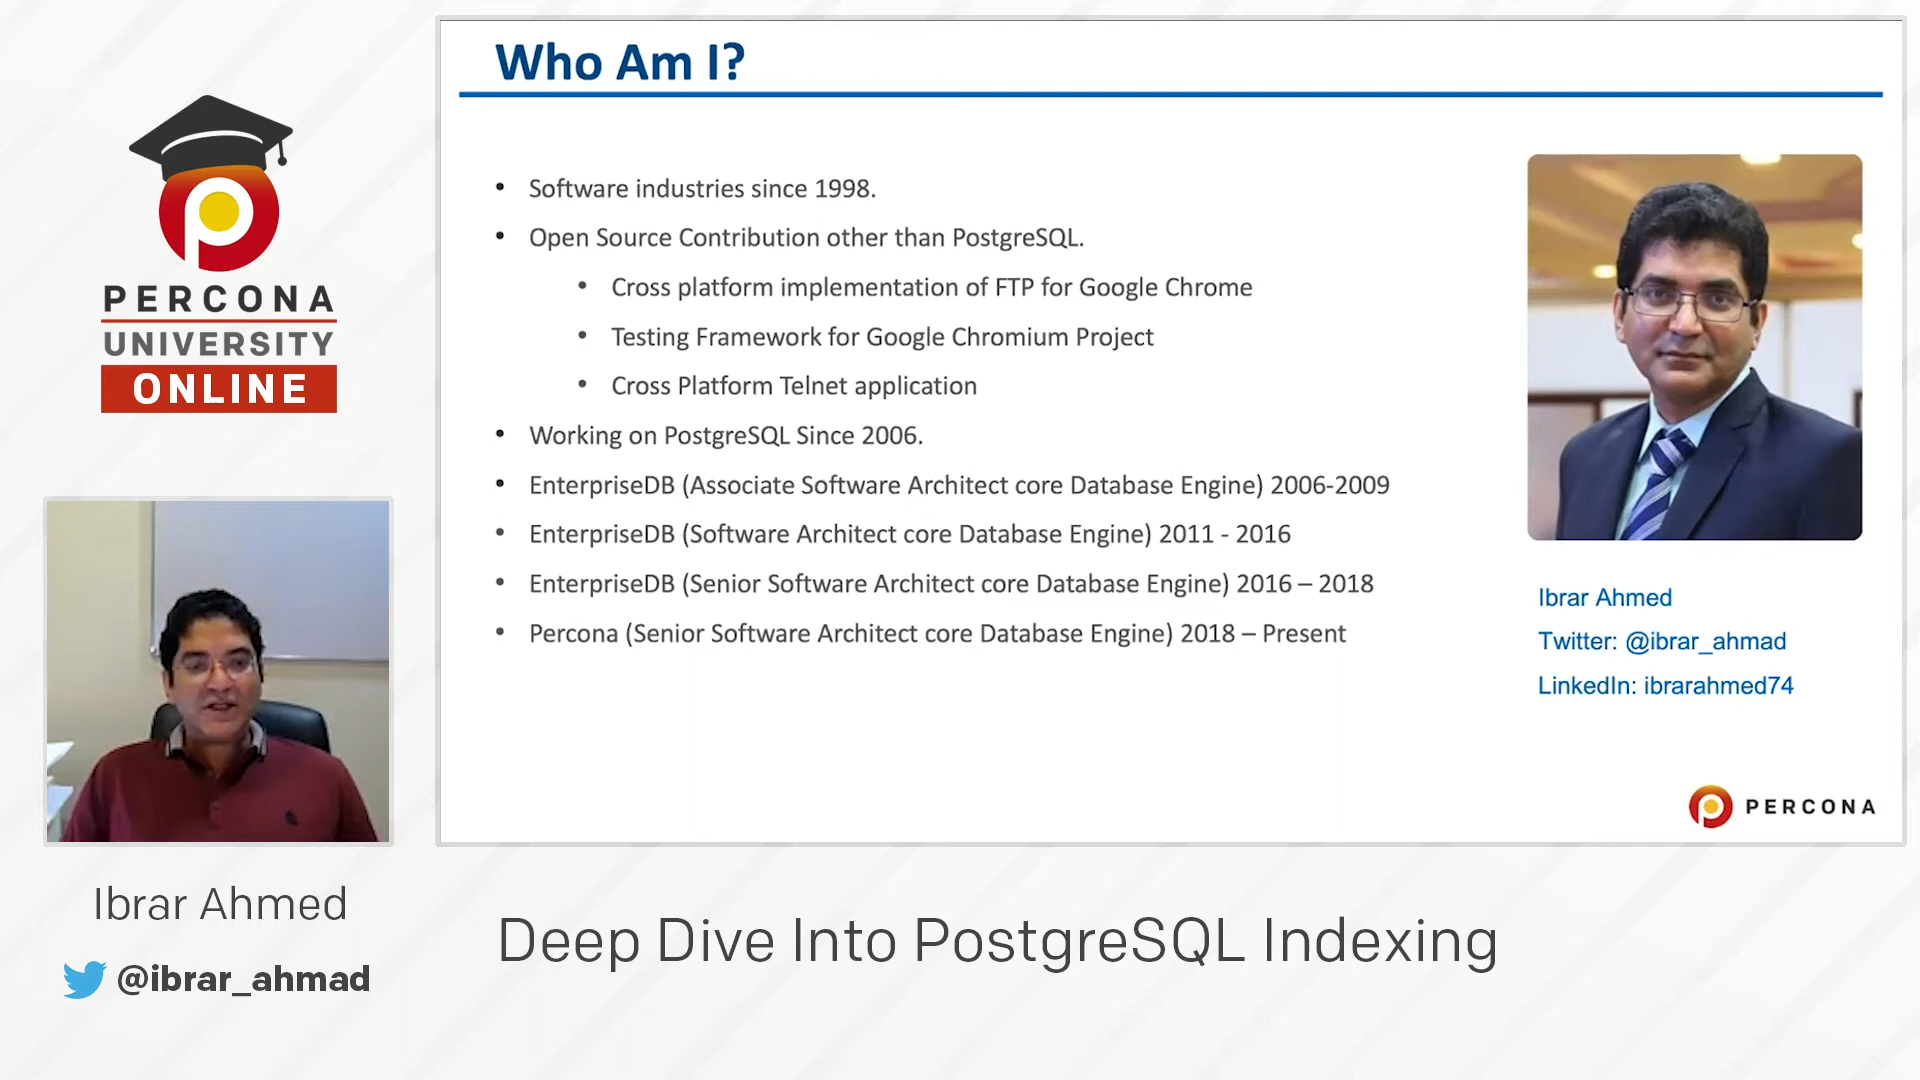 PERCONA
UNIVERSITY
ONLINE
Ibrar Ahmed
@ibrar_ahmad
Who Am I?
• Software industries since 1998.
• Open Source Contribution other than PostgreSQL.
• Cross platform implementation of FTP for Google Chrome
• Testing Framework for Google Chromium Project
• Cross Platform Telnet application
• Working on PostgreSQL Since 2006.
• EnterpriseDB (Associate Software Architect core Database Engine) 2006-2009
• EnterpriseDB (Software Architect core Database Engine) 2011 - 2016
• EnterpriseDB (Senior Software Architect core Database Engine) 2016 – 2018
• Percona (Senior Software Architect core Database Engine) 2018 – Present
Ibrar Ahmed
Twitter: @ibrar_ahmad
LinkedIn: ibrarahmed74
PERCONA
Deep Dive Into PostgreSQL Indexing